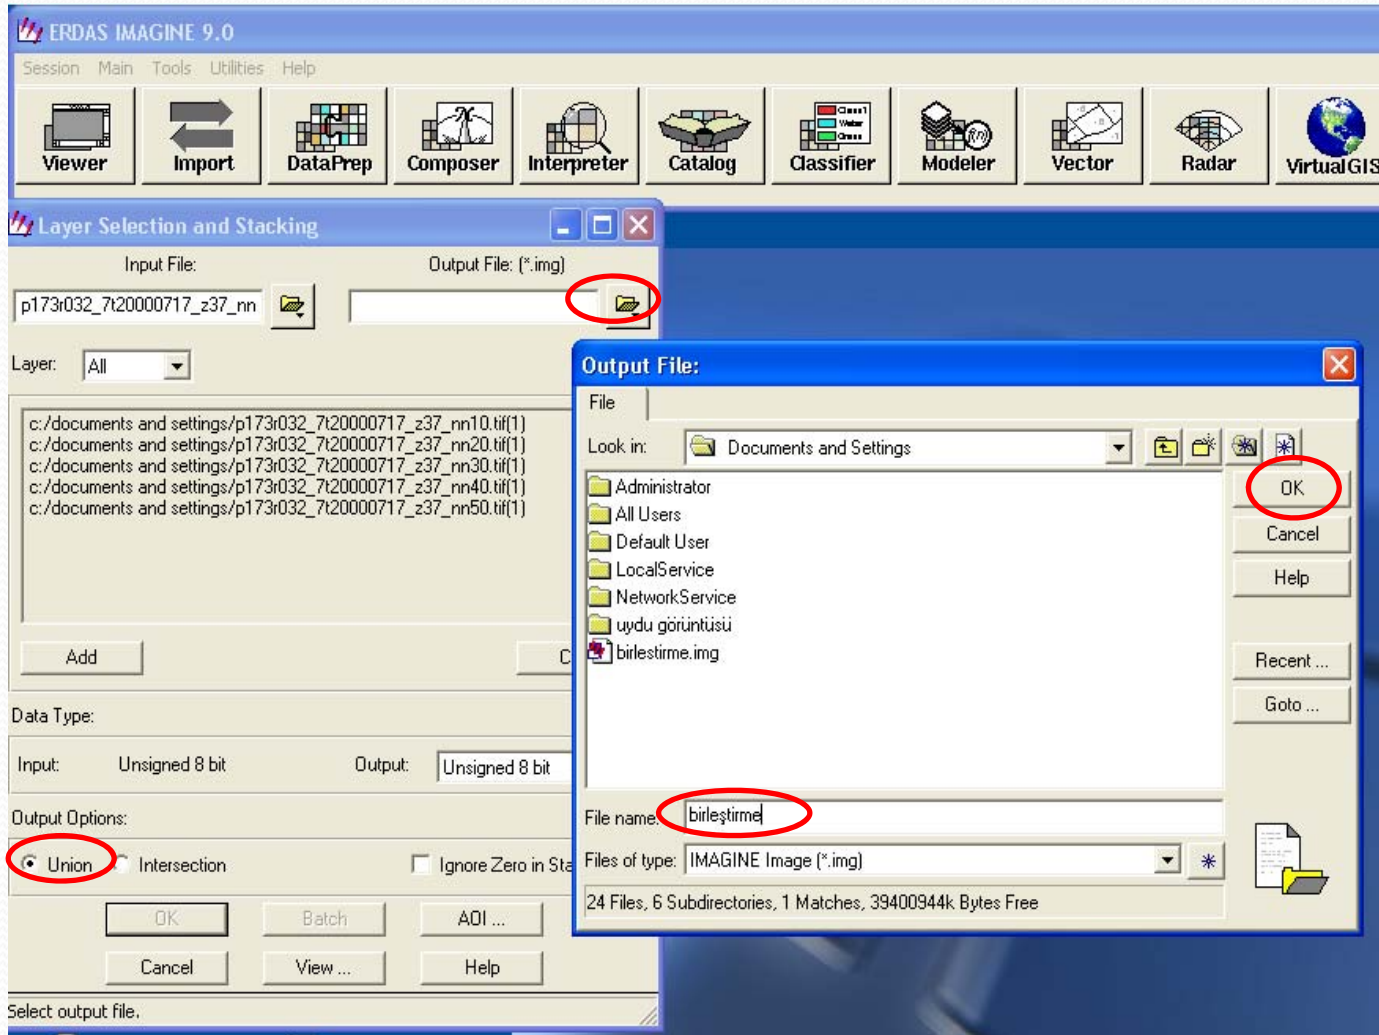 ERDAS IMAGINE 9.0
Session Main Tools Utilities Help
Viewer Import DataPrep Composer Interpreter Catalog Classifier Modeler Vector Radar VirtualGIS
Layer Selection and Stacking
Input File: Output File: (*.img)
p173r032_7t20000717_z37_nn
Layer: All
c:/documents and settings/p173r032_7t20000717_z37_nn10.tif(1)
c:/documents and settings/p173r032_7t20000717_z37_nn20.tif(1)
c:/documents and settings/p173r032_7t20000717_z37_nn30.tif(1)
c:/documents and settings/p173r032_7t20000717_z37_nn40.tif(1)
c:/documents and settings/p173r032_7t20000717_z37_nn50.tif(1)
Add C
Data Type:
Input: Unsigned 8 bit Output: Unsigned 8 bit
Output Options:
Union Intersection Ignore Zero in Sta
OK Batch AOI ...
Cancel View ... Help
Select output file.
Output File:
File
Look in: Documents and Settings
Administrator
All Users
Default User
LocalService
NetworkService
uydu görüntüsü
birlestirme.img
OK
Cancel
Help
Recent ...
Goto ...
File name: birleştirme
Files of type: IMAGINE Image (*.img)
24 Files, 6 Subdirectories, 1 Matches, 39400944k Bytes Free